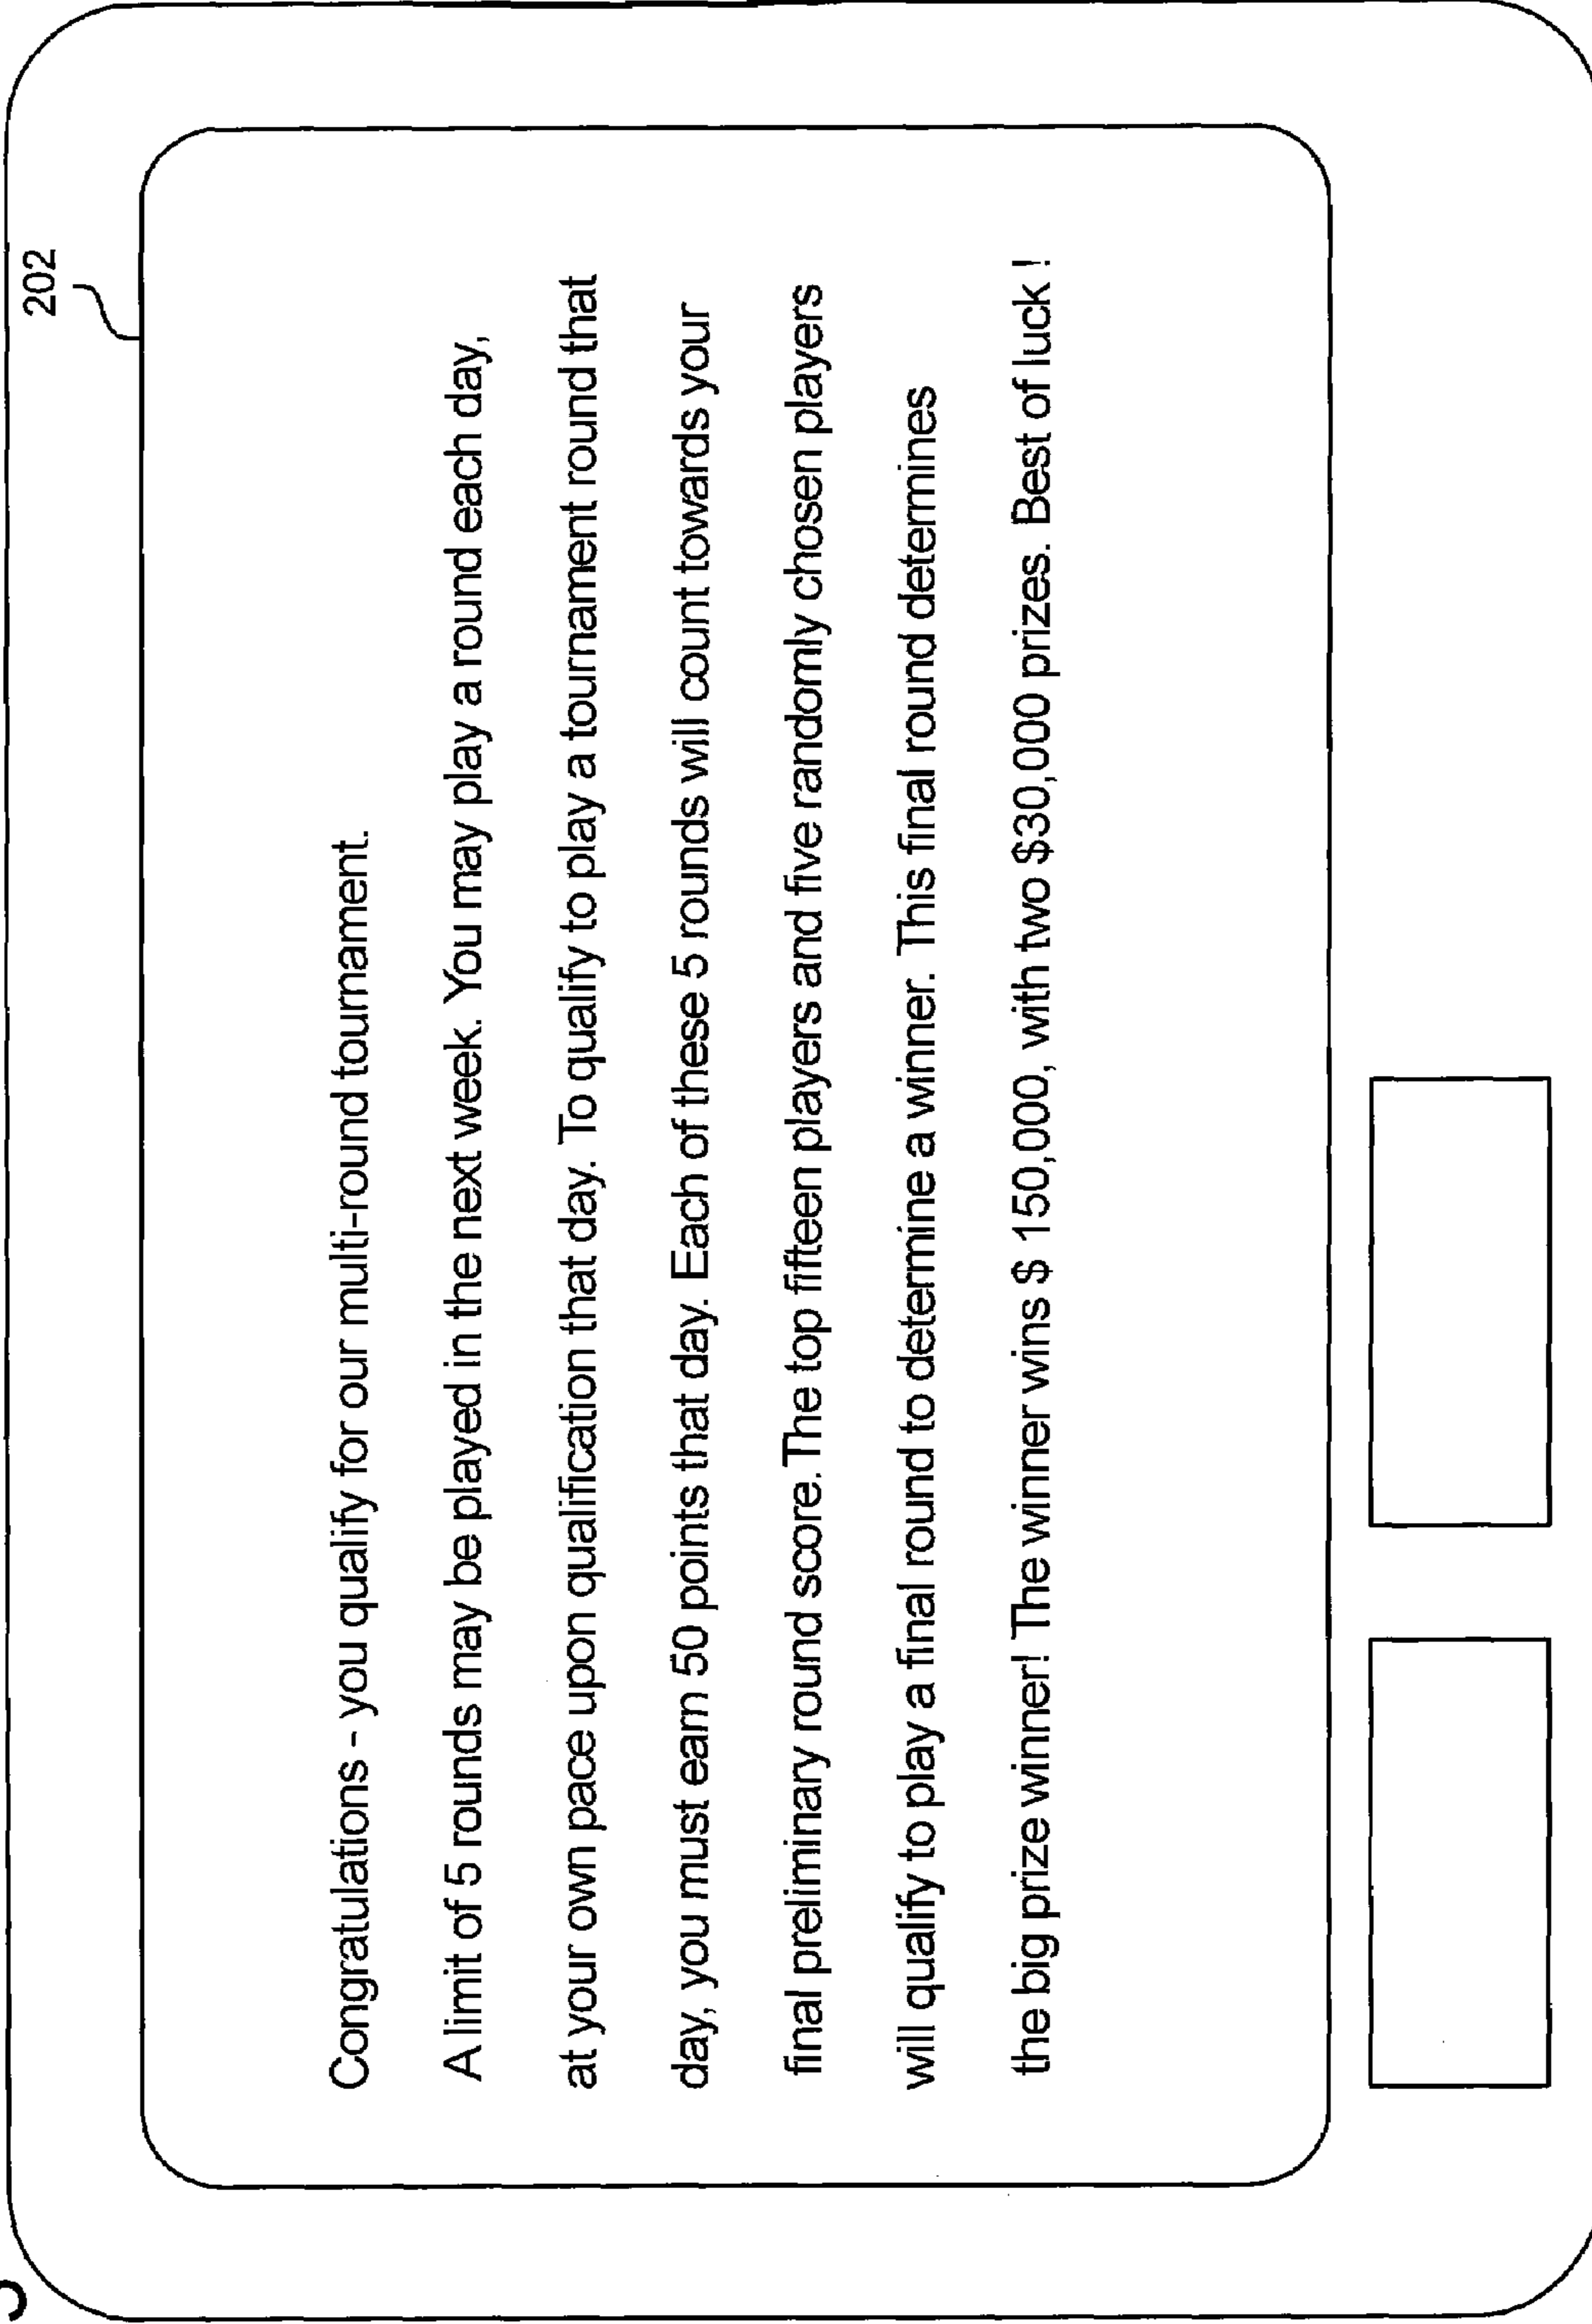 202
Congratulations - you qualify for our multi-round tournament.
A limit of 5 rounds may be played in the next week. You may play a round each day,
at your own pace upon qualification that day. To qualify to play a tournament round that
day, you must earn 50 points that day. Each of these 5 rounds will count towards your
final preliminary round score.The top fifteen players and five randomly chosen players
will qualify to play a final round to determine a winner. This final round determines
the big prize winner! The winner wins $ 150,000, with two $30,000 prizes. Best of luck !